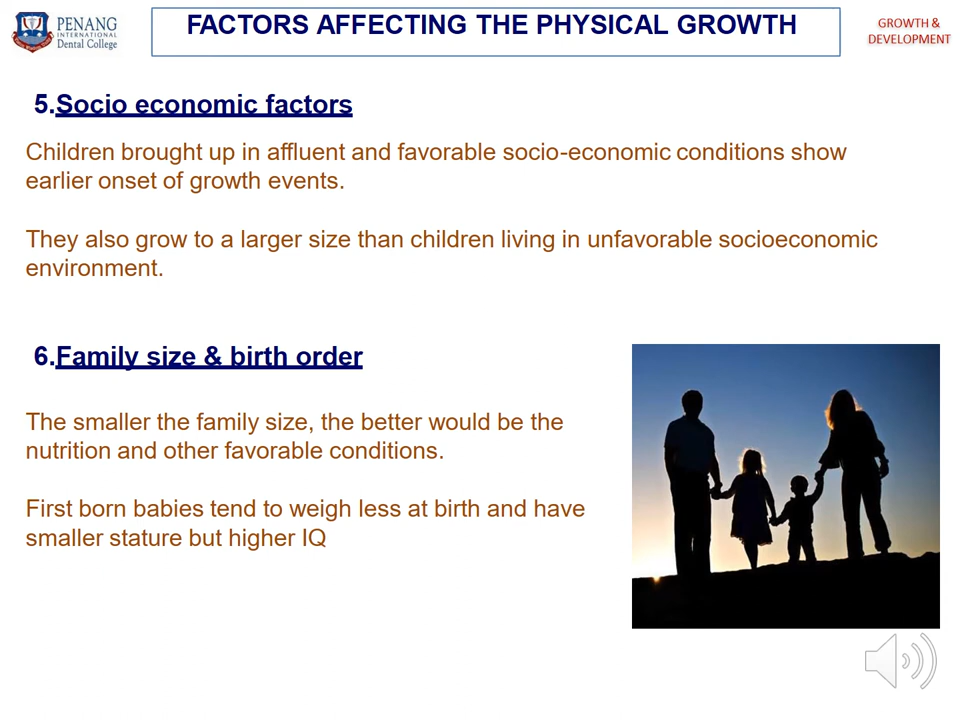 PENANG
INTERNATIONAL
Dental College
FACTORS AFFECTING THE PHYSICAL GROWTH
GROWTH &
DEVELOPMENT
5.Socio economic factors
Children brought up in affluent and favorable socio-economic conditions show
earlier onset of growth events.
They also grow to a larger size than children living in unfavorable socioeconomic
environment.
6.Family size & birth order
The smaller the family size, the better would be the
nutrition and other favorable conditions.
First born babies tend to weigh less at birth and have
smaller stature but higher IQ